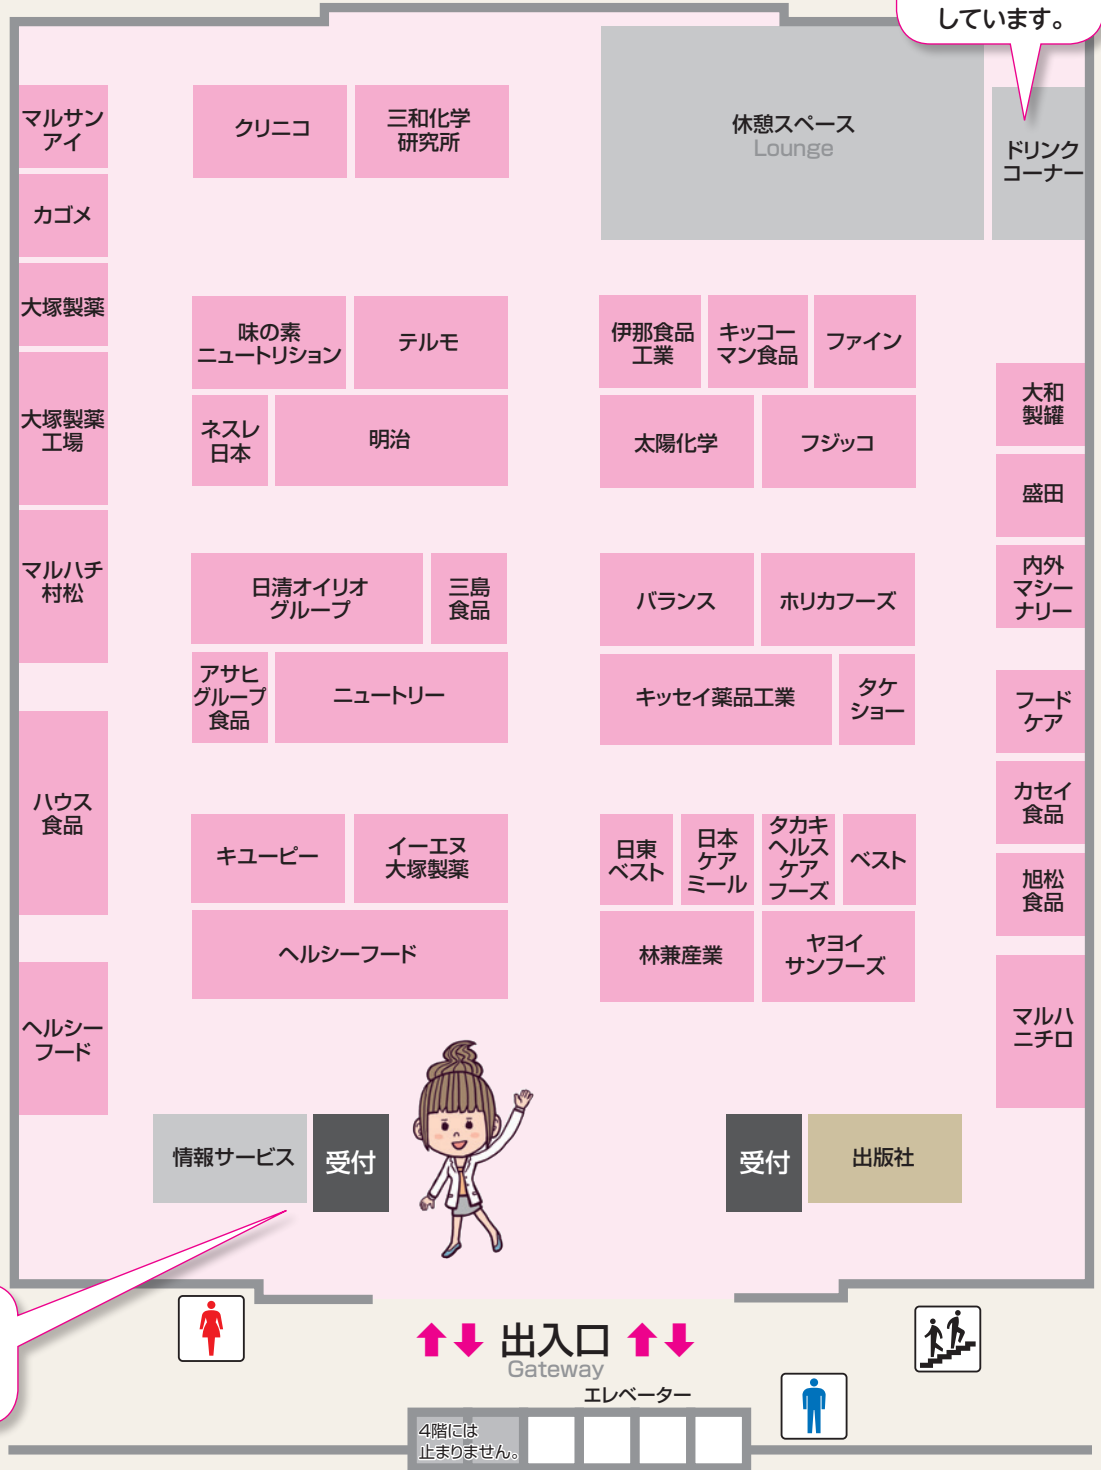 しています。
休憩スペース
Lounge
ドリンク
コーナー
マルサン
アイ
クリニコ
三和化学
研究所
カゴメ
大塚製薬
大塚製薬
工場
マルハチ
村松
ハウス
食品
ヘルシー
フード
味の素
ニュートリション
テルモ
ネスレ
日本
明治
伊那食品
工業
キッコー
マン食品
ファイン
太陽化学
フジッコ
大和
製罐
盛田
内外
マシー
ナリー
フード
ケア
カセイ
食品
旭松
食品
マルハ
ニチロ
日清オイリオ
グループ
三島
食品
アサヒ
グループ
食品
ニュートリー
バランス
ホリカフーズ
キッセイ薬品工業
タケ
ショー
キユーピー
イーエヌ
大塚製薬
ヘルシーフード
日東
ベスト
日本
ケア
ミール
タカキ
ヘルス
ケア
フーズ
ベスト
林兼産業
ヤヨイ
サンフーズ
情報サービス
受付
受付
出版社
出入口
Gateway
エレベーター
4階には
止まりません。